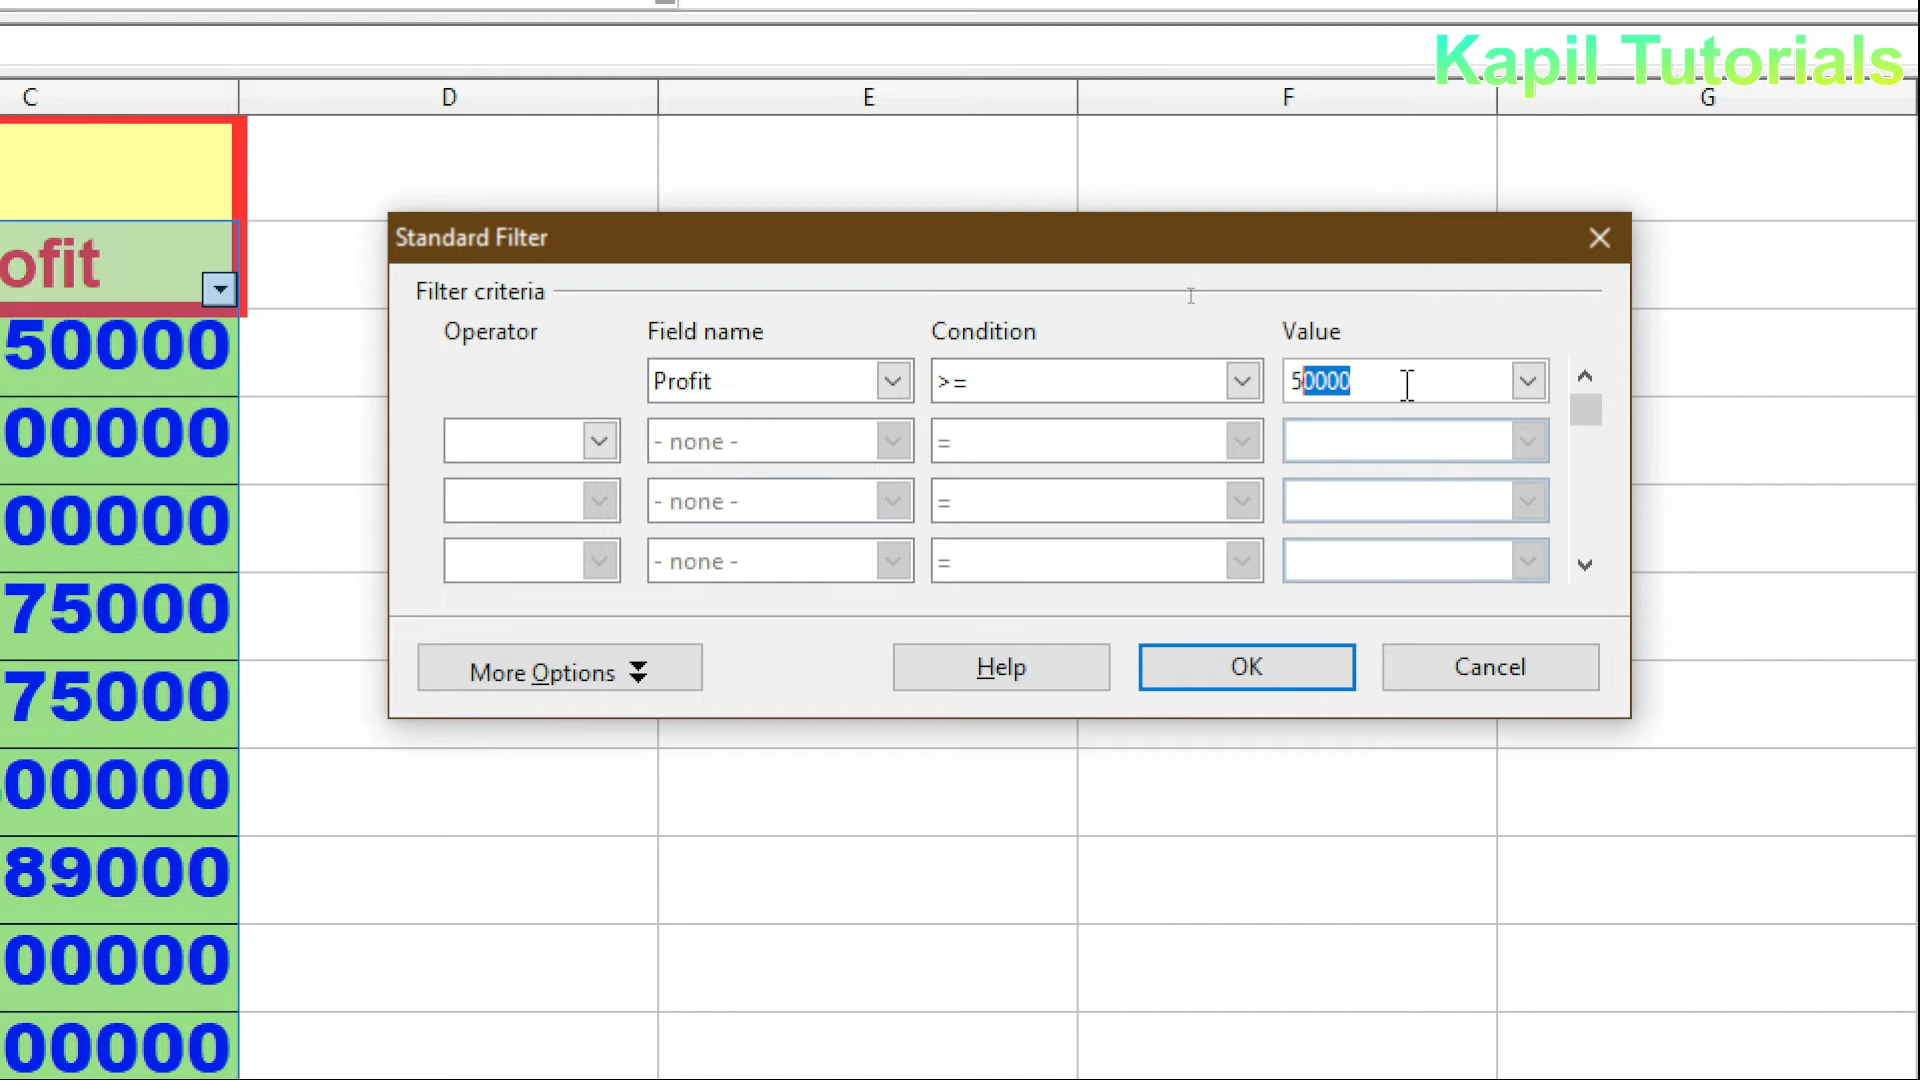 Kapil Tutorials
C D E F G
Standard Filter
Filter criteria
Operator Field name Condition Value
Profit >= 50000
- none - =
- none - =
- none - =
More Options Help OK Cancel
ofit
50000
00000
00000
75000
75000
00000
89000
00000
00000